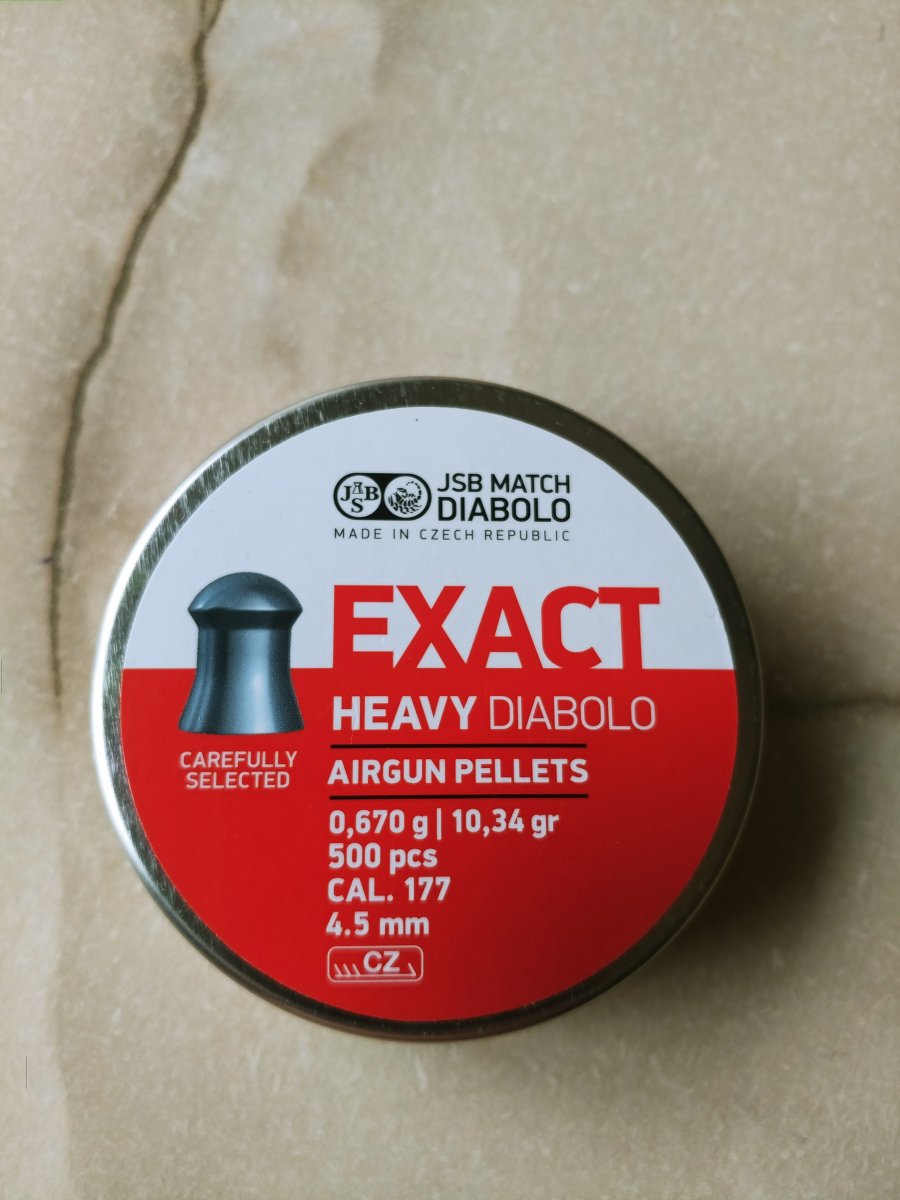 JSB
JSB MATCH
DIABOLO
MADE IN CZECH REPUBLIC
EXACT
HEAVY DIABOLO
CAREFULLY
SELECTED
AIRGUN PELLETS
0,670 g | 10,34 gr
500 pcs
CAL. 177
4.5 mm
CZ